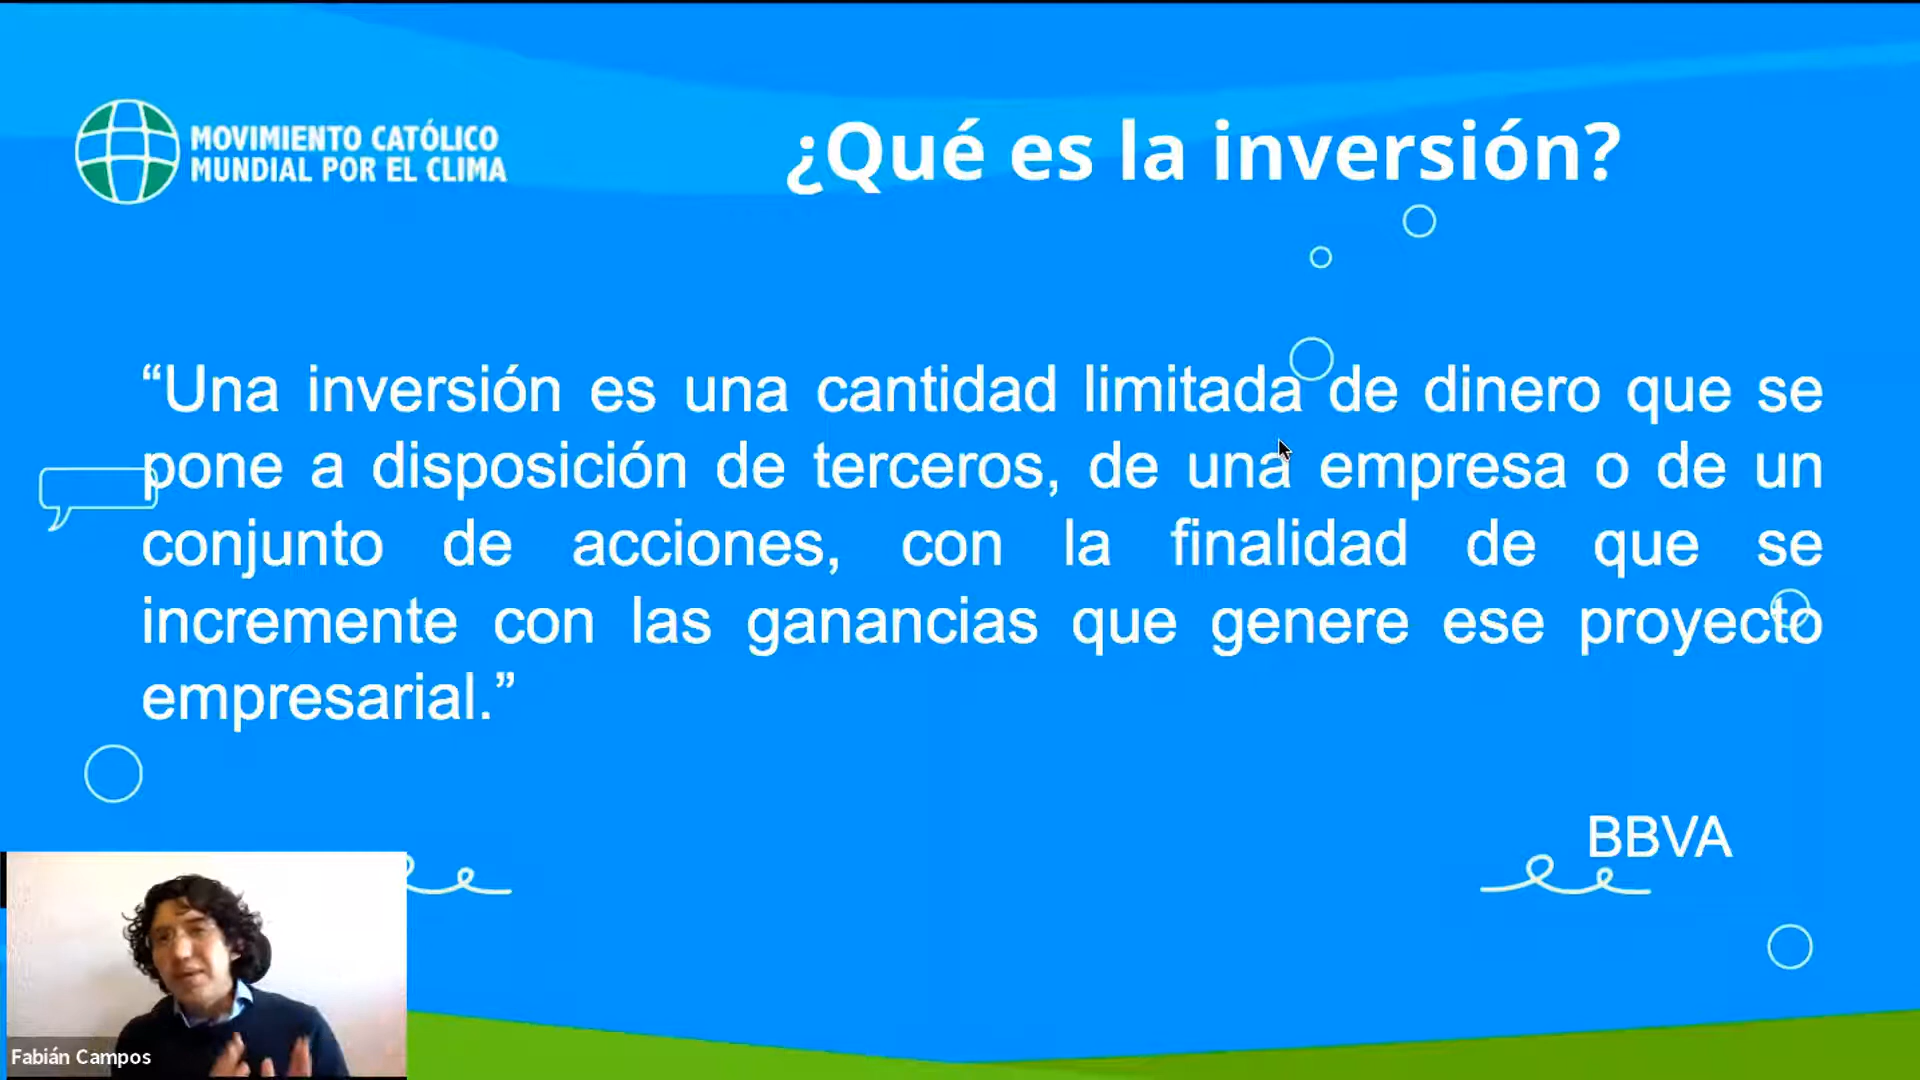 MOVIMIENTO CATÓLICO
MUNDIAL POR EL CLIMA
¿Qué es la inversión?
“Una inversión es una cantidad limitada de dinero que se
pone a disposición de terceros, de una empresa o de un
conjunto de acciones, con la finalidad de que se
incremente con las ganancias que genere ese proyecto
empresarial.”
BBVA
Fabián Campos